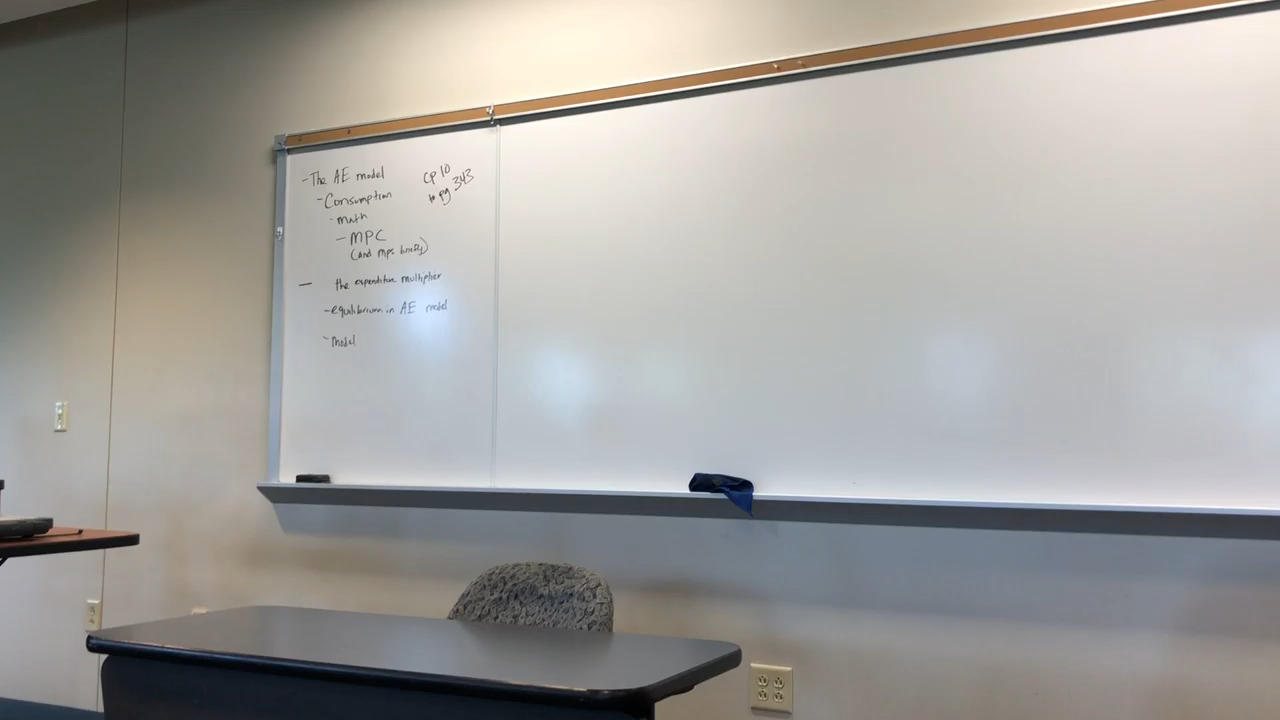 - The AE model
- Consumption
- math
- MPC
(and mps briefly)
- the expenditure multiplier
- equilibrium in AE model
- Model
cp 10
to pg 343